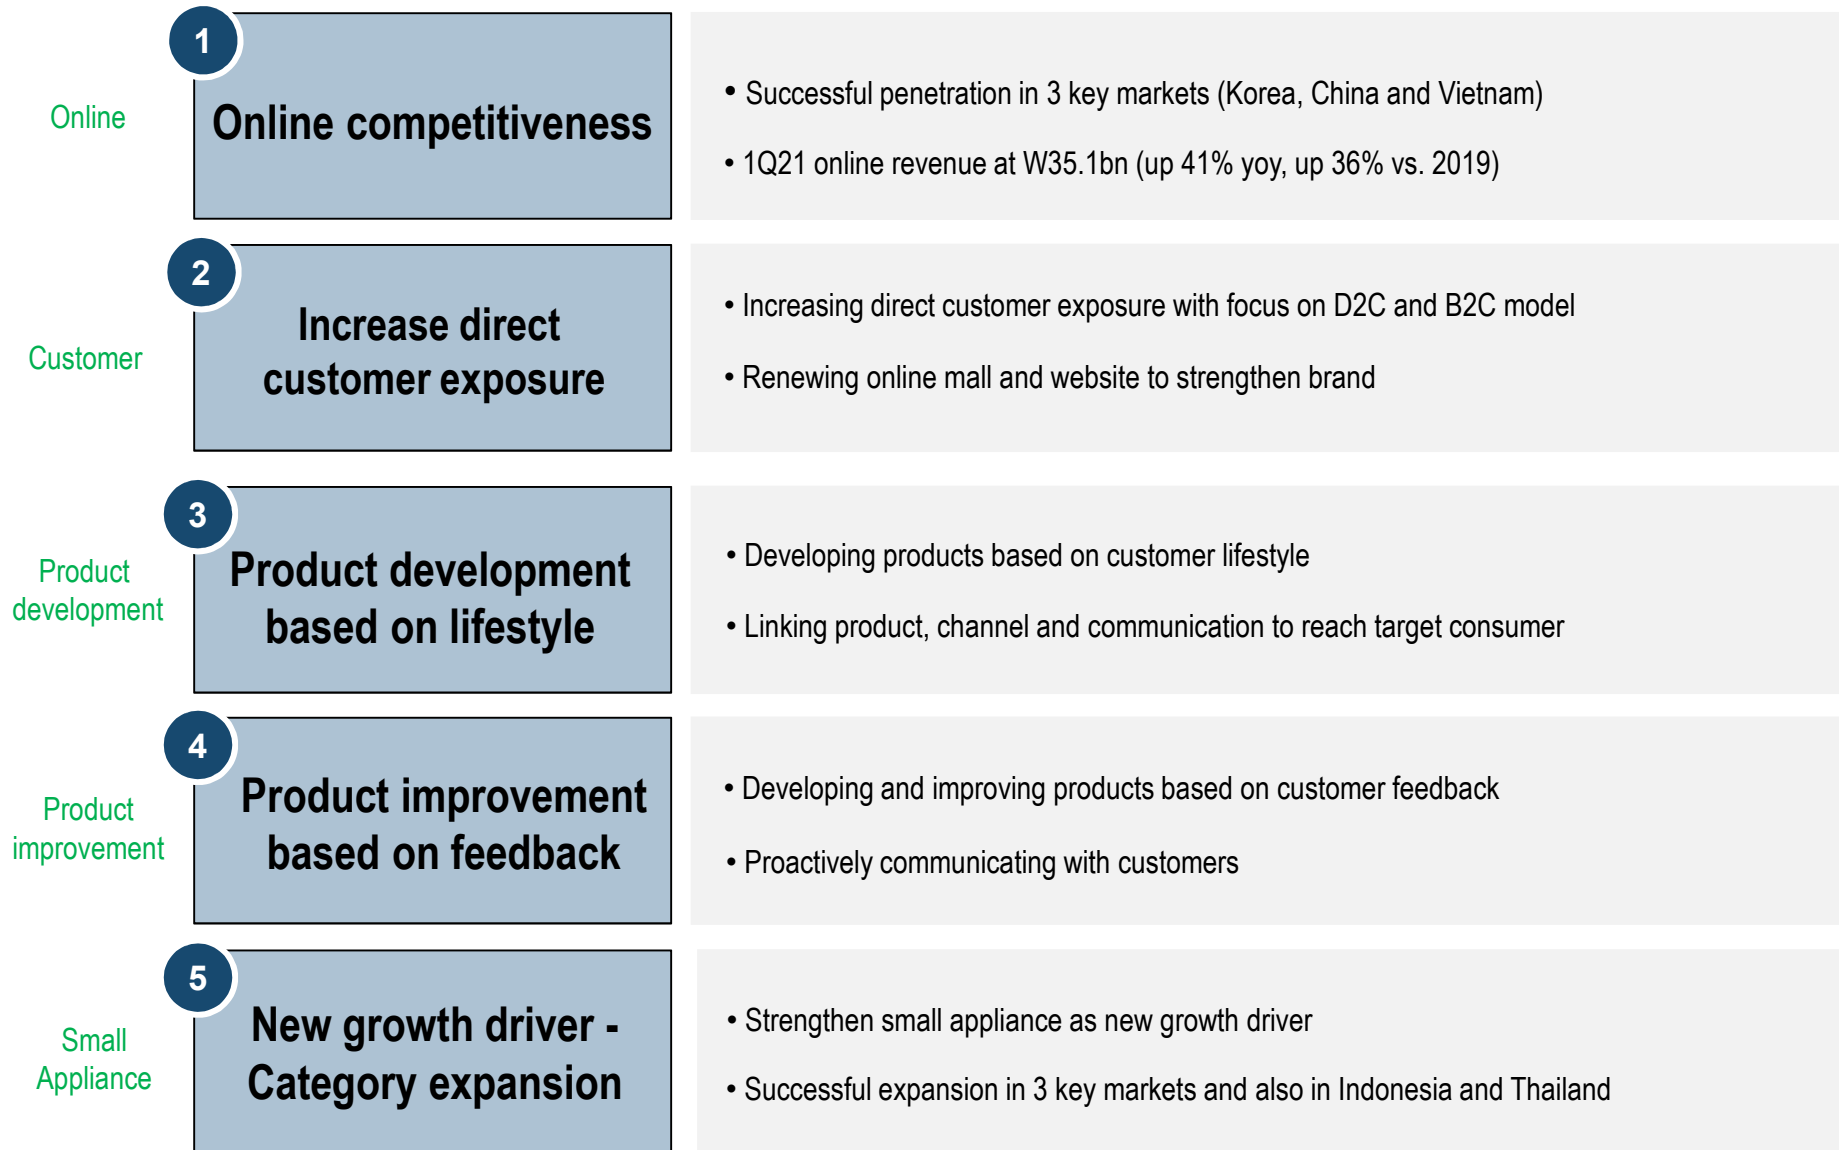 1
Online
Online competitiveness
• Successful penetration in 3 key markets (Korea, China and Vietnam)
• 1Q21 online revenue at W35.1bn (up 41% yoy, up 36% vs. 2019)
2
Customer
Increase direct
customer exposure
• Increasing direct customer exposure with focus on D2C and B2C model
• Renewing online mall and website to strengthen brand
3
Product
development
Product development
based on lifestyle
• Developing products based on customer lifestyle
• Linking product, channel and communication to reach target consumer
4
Product
improvement
Product improvement
based on feedback
• Developing and improving products based on customer feedback
• Proactively communicating with customers
5
Small
Appliance
New growth driver -
Category expansion
• Strengthen small appliance as new growth driver
• Successful expansion in 3 key markets and also in Indonesia and Thailand